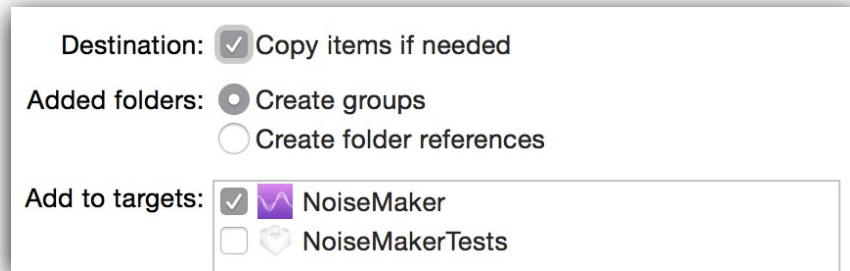 Destination: Copy items if needed
Added folders: Create groups
Create folder references
Add to targets: NoiseMaker
NoiseMakerTests